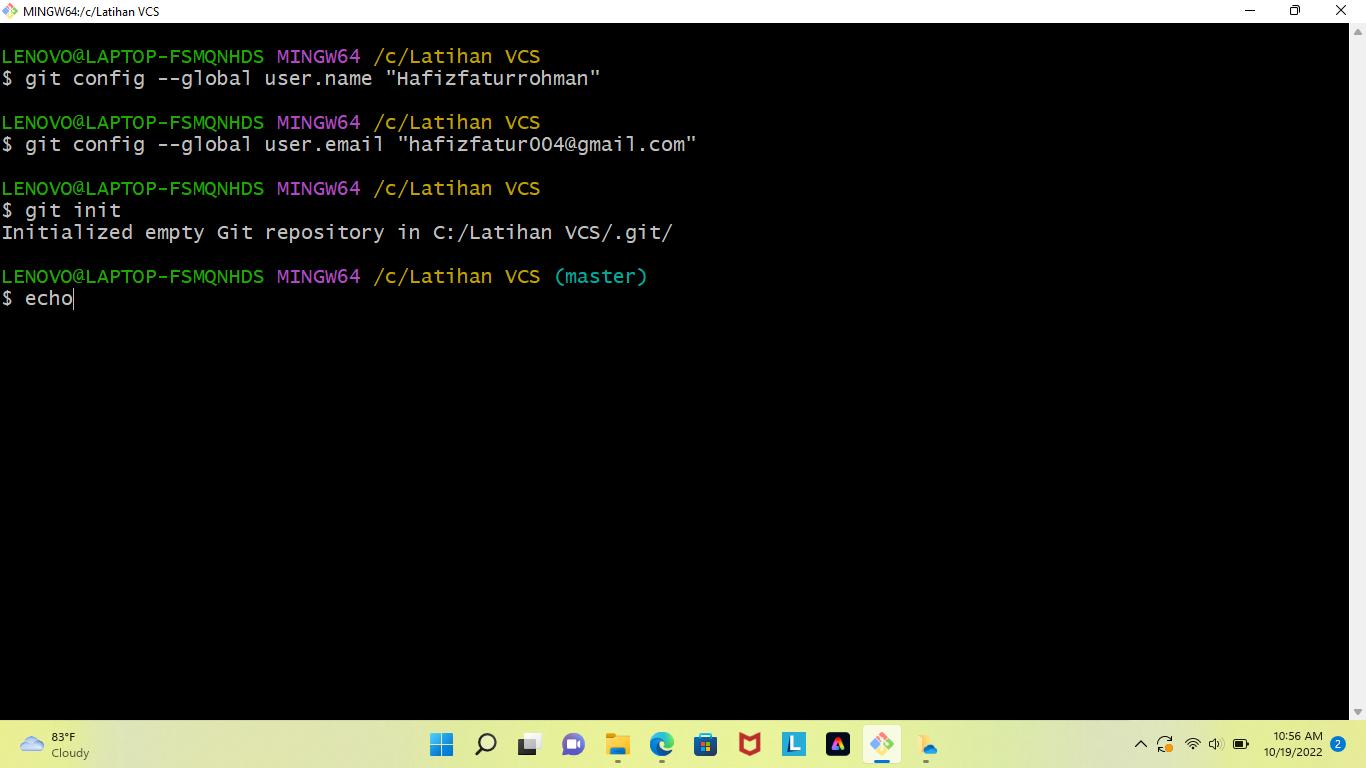 MINGW64:/c/Latihan VCS
LENOVO@LAPTOP-FSMQNHDS MINGW64 /c/Latihan VCS
$ git config --global user.name "Hafizfaturrohman"
LENOVO@LAPTOP-FSMQNHDS MINGW64 /c/Latihan VCS
$ git config --global user.email "hafizfatur004@gmail.com"
LENOVO@LAPTOP-FSMQNHDS MINGW64 /c/Latihan VCS
$ git init
Initialized empty Git repository in C:/Latihan VCS/.git/
LENOVO@LAPTOP-FSMQNHDS MINGW64 /c/Latihan VCS (master)
$ echo
83°F
Cloudy
L
10:56 AM
10/19/2022
2